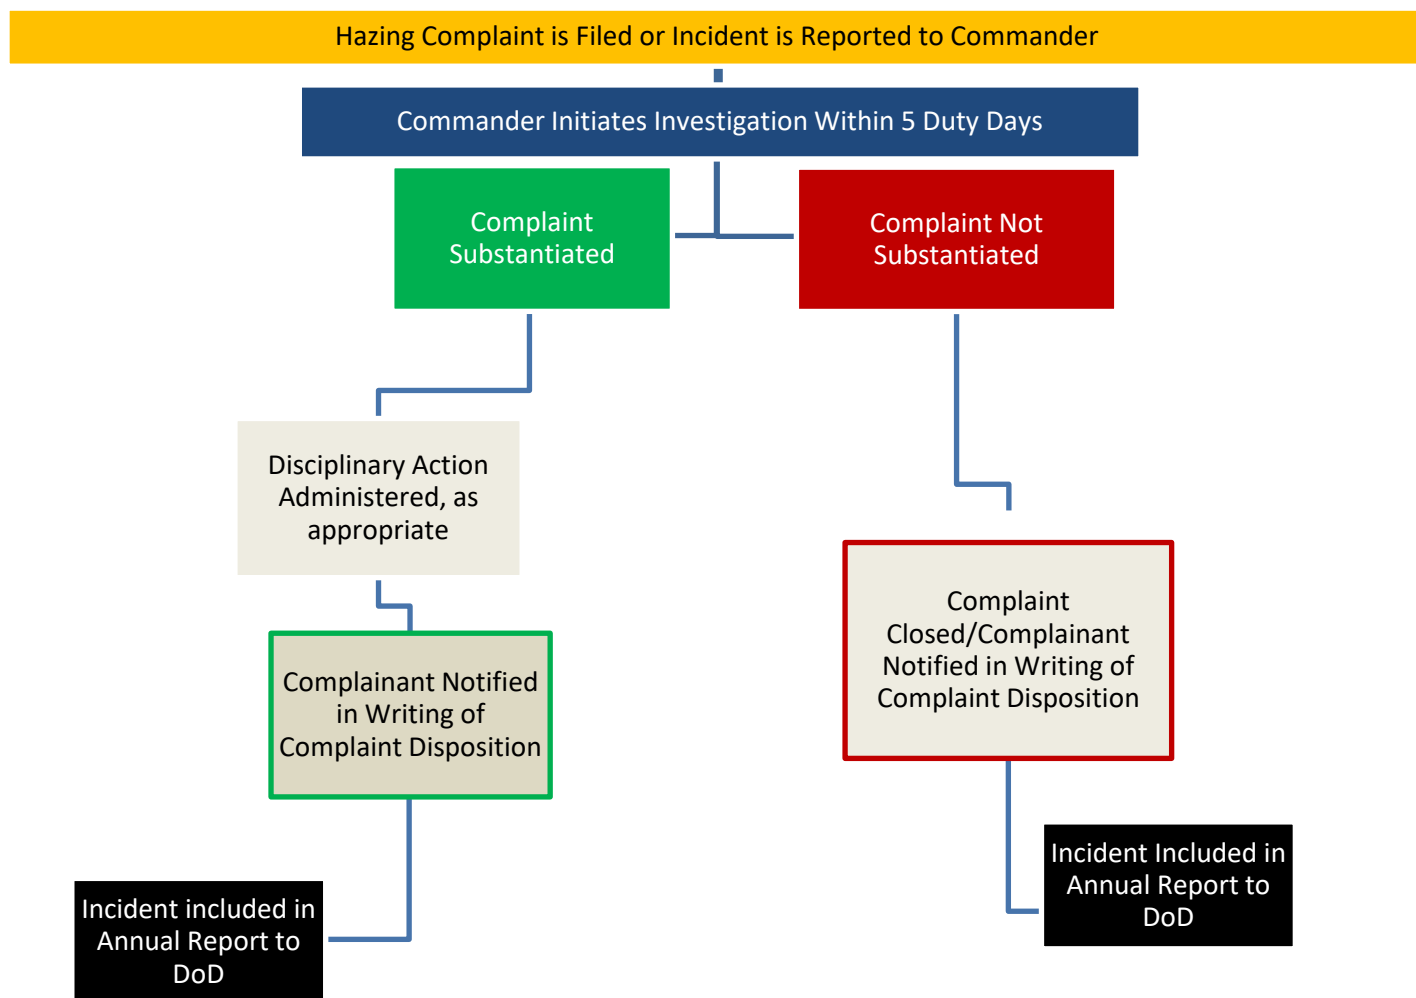 Hazing Complaint is Filed or Incident is Reported to Commander
Commander Initiates Investigation Within 5 Duty Days
Complaint
Substantiated
Complaint Not
Substantiated
Disciplinary Action
Administered, as
appropriate
Complaint
Closed/Complainant
Notified in Writing of
Complaint Disposition
Complainant Notified
in Writing of
Complaint Disposition
Incident Included in
Annual Report to
DoD
Incident included in
Annual Report to
DoD